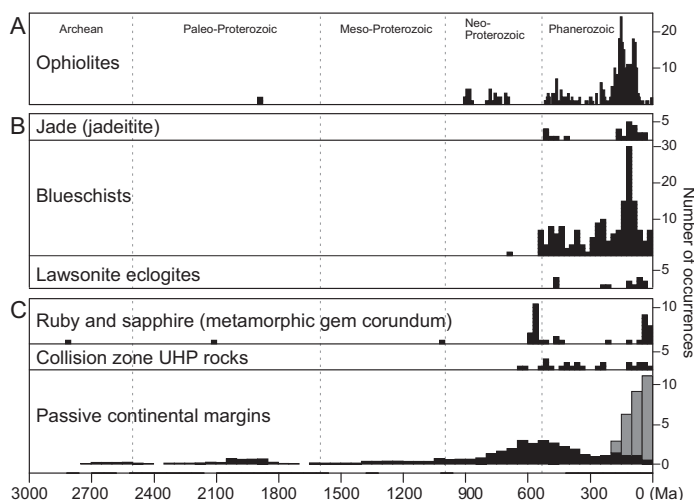 A
Archean
Paleo-Proterozoic
Meso-Proterozoic
Neo-
Proterozoic
Phanerozoic
Ophiolites
20
10
B
Jade (jadeitite)
5
30
Blueschists
20
10
Lawsonite eclogites
5
Number of occurrences
C
Ruby and sapphire (metamorphic gem corundum)
10
5
Collision zone UHP rocks
5
Passive continental margins
10
5
0
3000 2700 2400 2100 1800 1500 1200 900 600 300 0 (Ma)